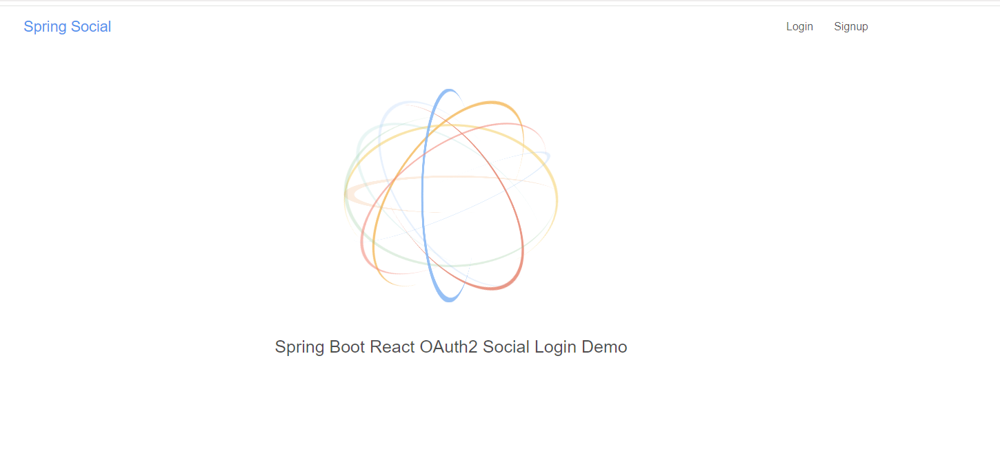 Spring Social
Login Signup
Spring Boot React OAuth2 Social Login Demo